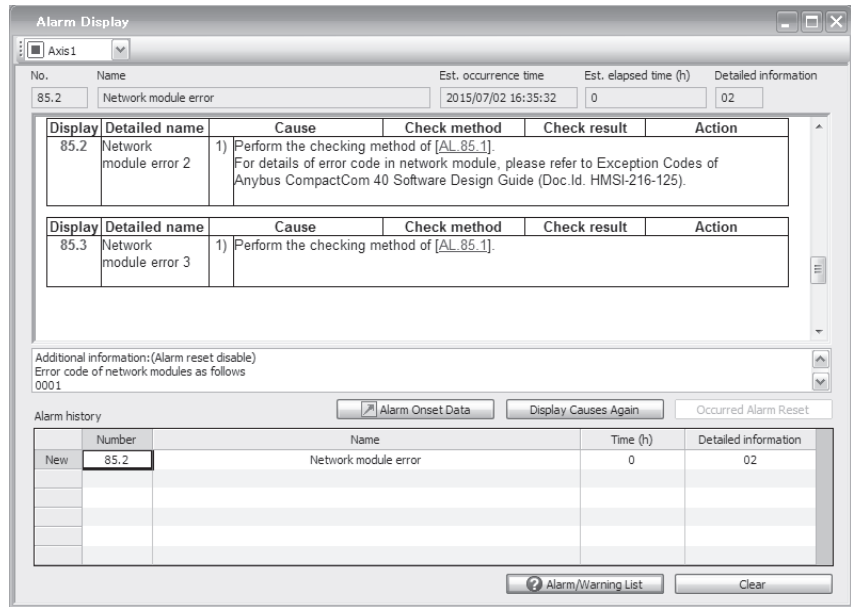 Alarm Display
Axis1
No. Name Est. occurrence time Est. elapsed time (h) Detailed information
85.2 Network module error 2015/07/02 16:35:32 0 02
Display Detailed name Cause Check method Check result Action
85.2 Network 1) Perform the checking method of [AL.85.1].
module error 2 For details of error code in network module, please refer to Exception Codes of
Anybus CompactCom 40 Software Design Guide (Doc.Id. HMSI-216-125).
Display Detailed name Cause Check method Check result Action
85.3 Network 1) Perform the checking method of [AL.85.1].
module error 3
Additional information:(Alarm reset disable)
Error code of network modules as follows
0001
Alarm history Alarm Onset Data Display Causes Again Occurred Alarm Reset
Number Name Time (h) Detailed information
New 85.2 Network module error 0 02
Alarm/Warning List Clear